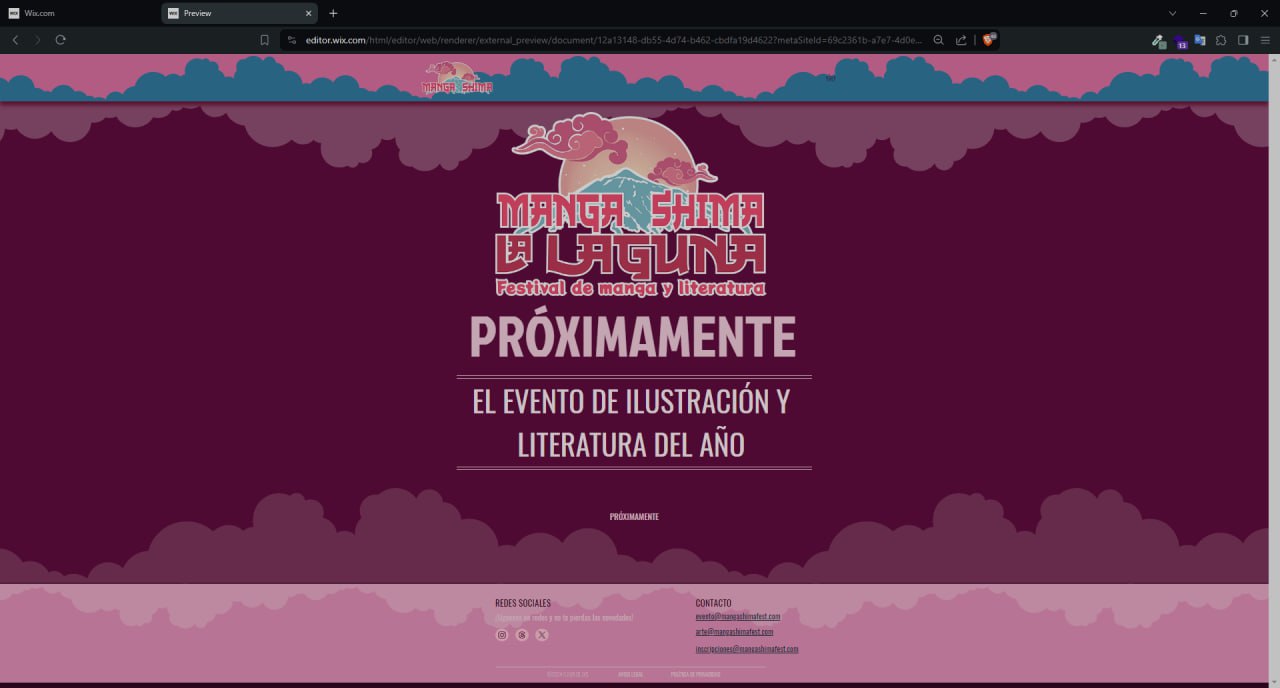 Wix.com
Preview
editor.wix.com/html/editor/web/renderer/external_preview/document/12a13148-db55-4d74-b462-cbdfa19d4622?metaSiteId=69c2361b-a7e7-4d0e...
13
MANGA SHIMA
MANGA SHIMA
LA LAGUNA
Festival de manga y literatura
PRÓXIMAMENTE
EL EVENTO DE ILUSTRACIÓN Y
LITERATURA DEL AÑO
PRÓXIMAMENTE
REDES SOCIALES
CONTACTO
¡Síguenos en redes y no te pierdas las novedades!
evento@mangashimafest.com
arte@mangashimafest.com
inscripciones@mangashimafest.com
AVISO LEGAL
POLÍTICA DE PRIVACIDAD